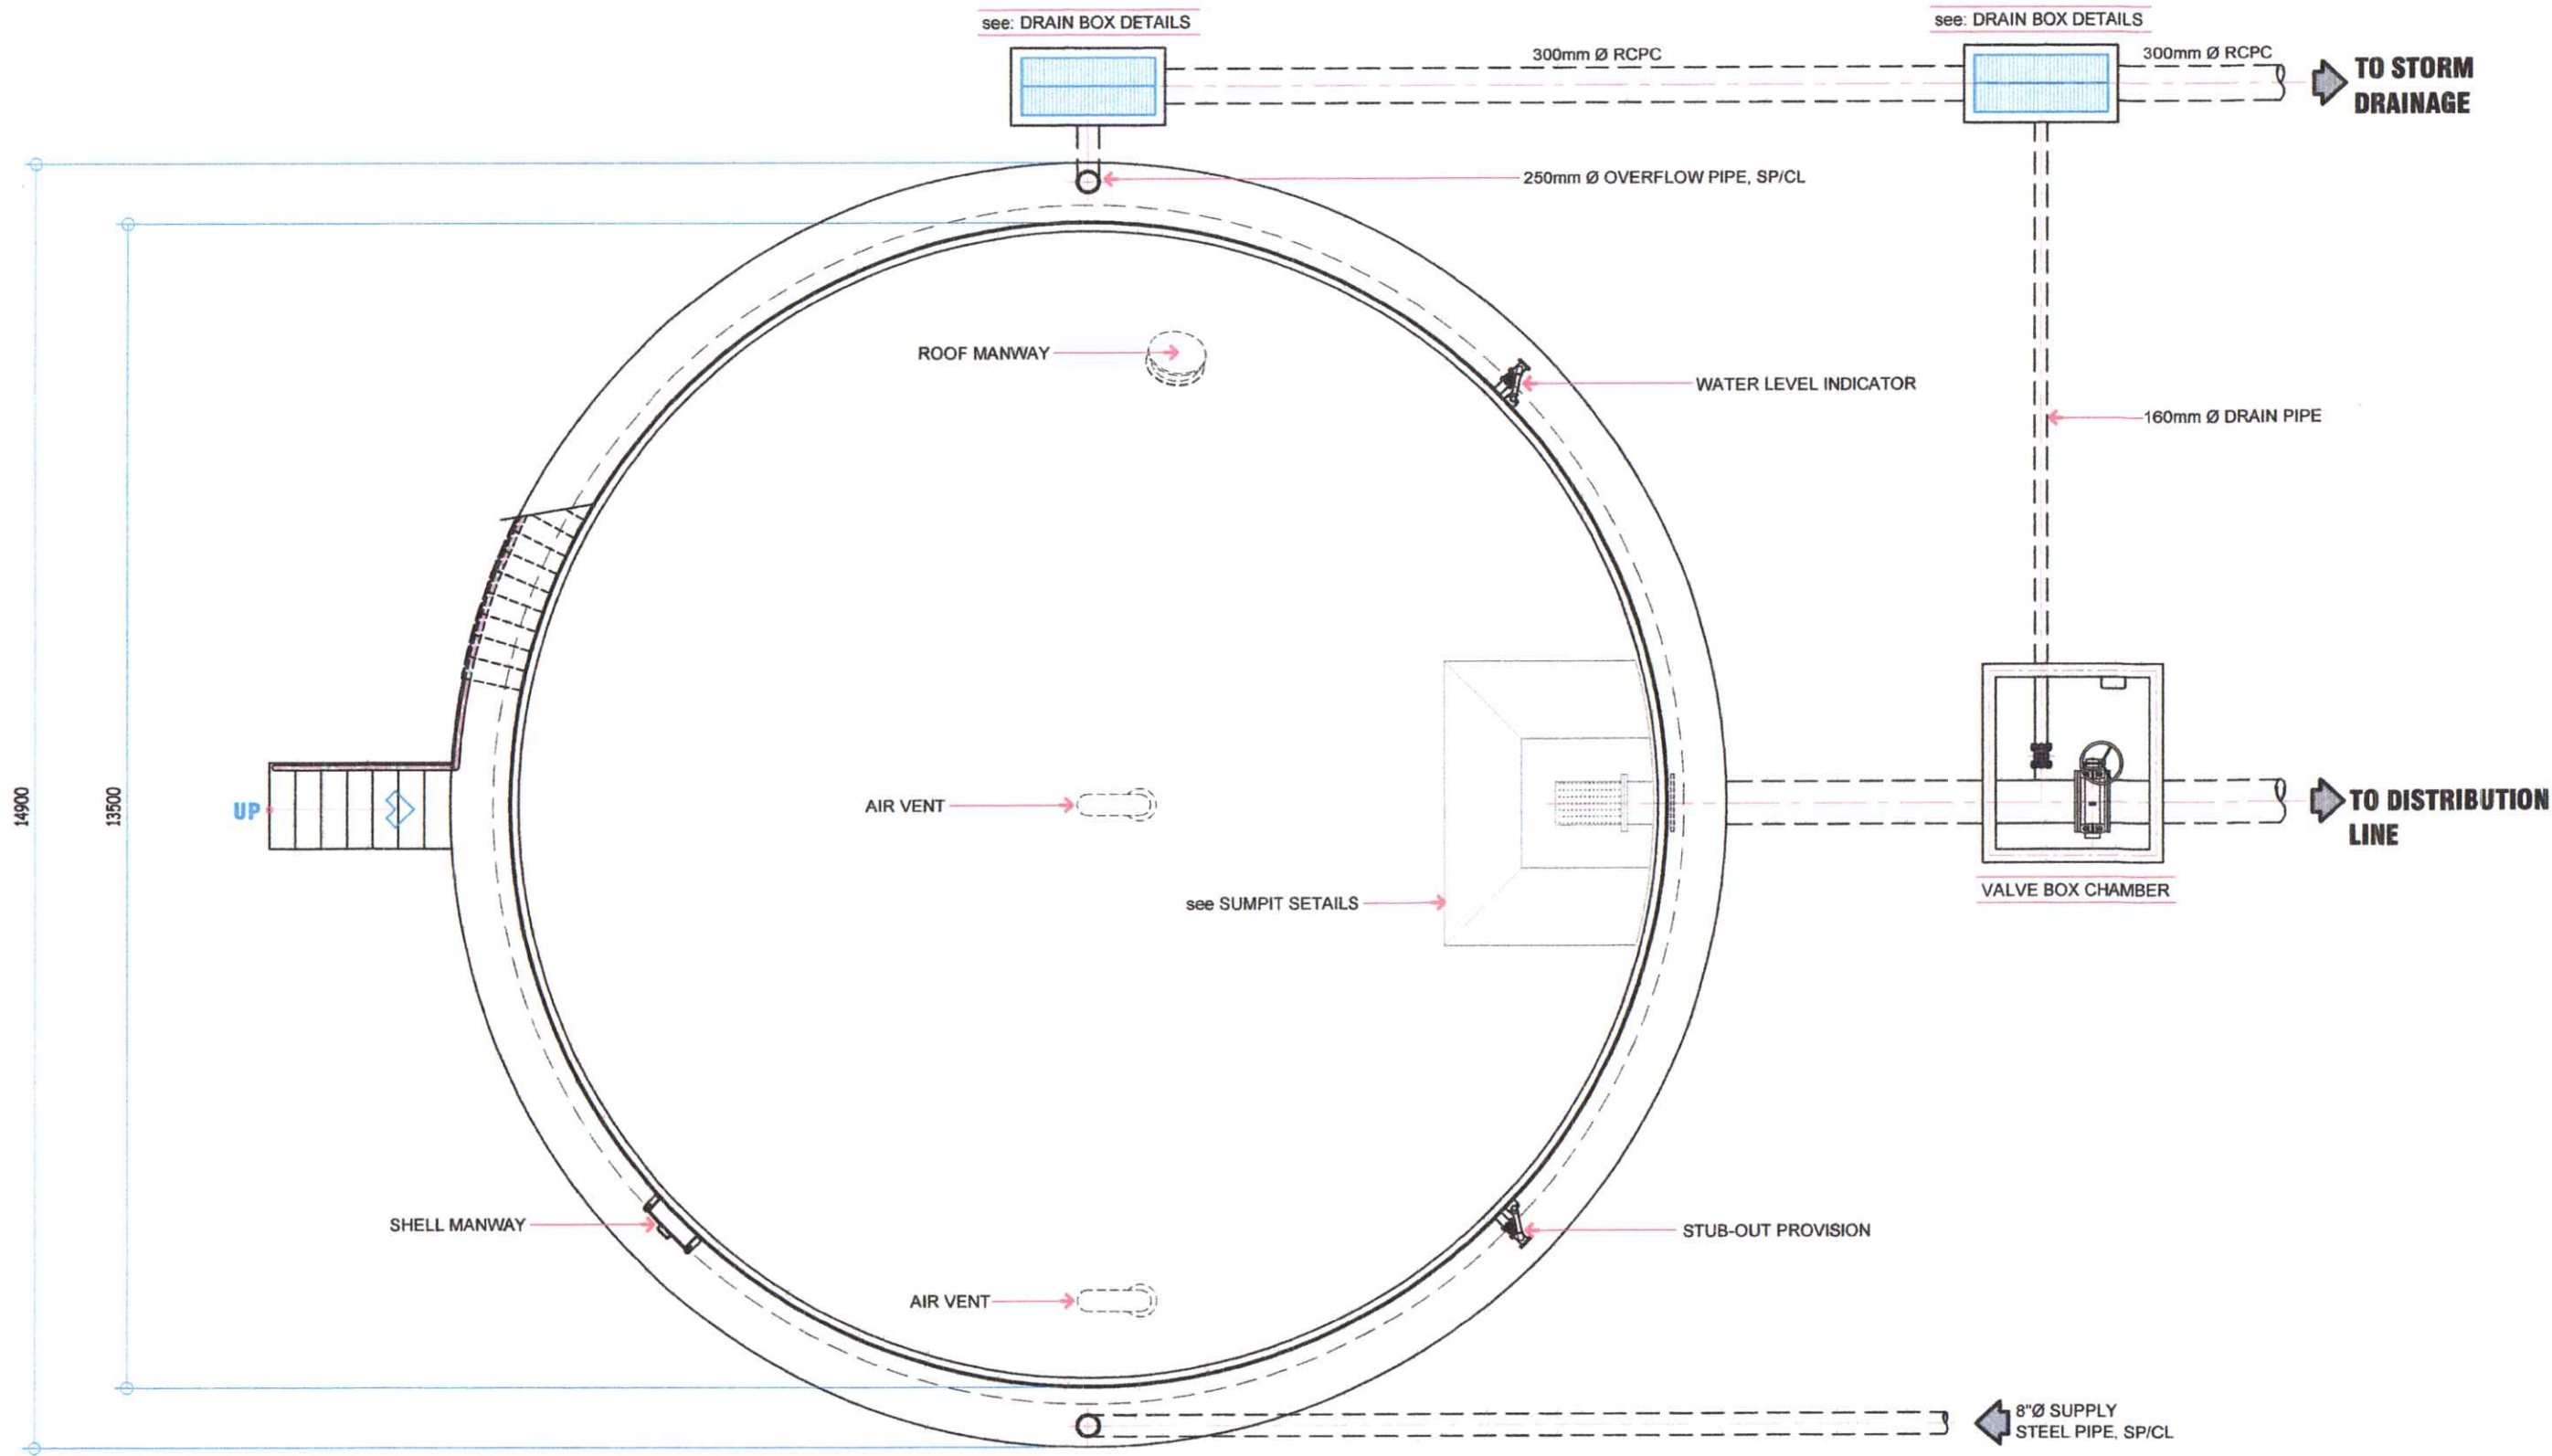 see: DRAIN BOX DETAILS
see: DRAIN BOX DETAILS
300mm Ø RCPC
300mm Ø RCPC
TO STORM
DRAINAGE
250mm Ø OVERFLOW PIPE, SP/CL
ROOF MANWAY
WATER LEVEL INDICATOR
160mm Ø DRAIN PIPE
14900
13500
UP
AIR VENT
TO DISTRIBUTION
LINE
VALVE BOX CHAMBER
see SUMPIT SETAILS
SHELL MANWAY
STUB-OUT PROVISION
AIR VENT
8"Ø SUPPLY
STEEL PIPE, SP/CL